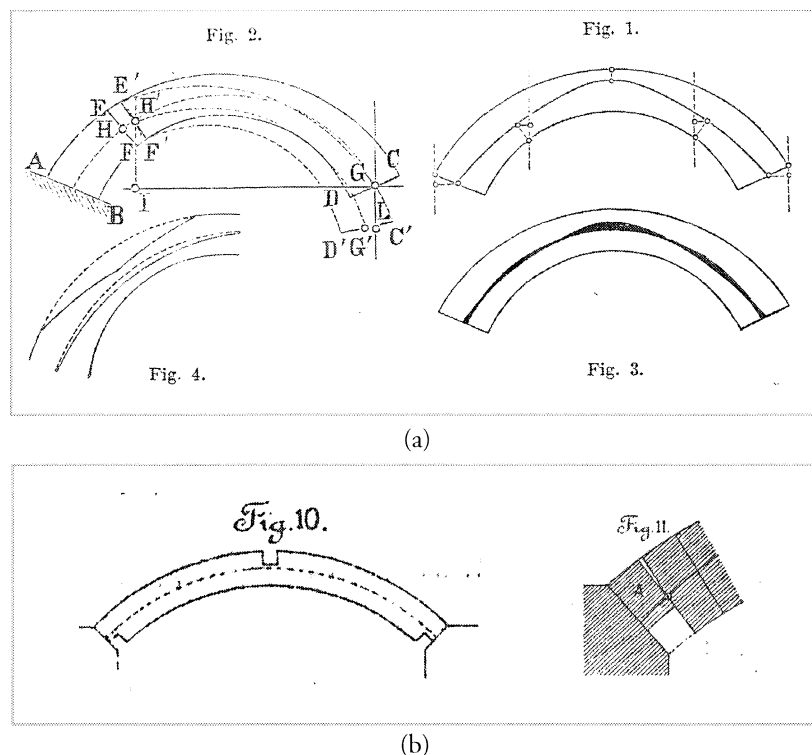 Fig. 2.
Fig. 1.
E'
E
H'
H
F
F'
A
G
C
I
D
L
B
D' G' C'
Fig. 4.
Fig. 3.
(a)
Fig.10.
Fig.11.
A
(b)